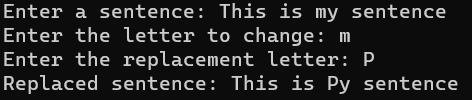 Enter a sentence: This is my sentence
Enter the letter to change: m
Enter the replacement letter: P
Replaced sentence: This is Py sentence